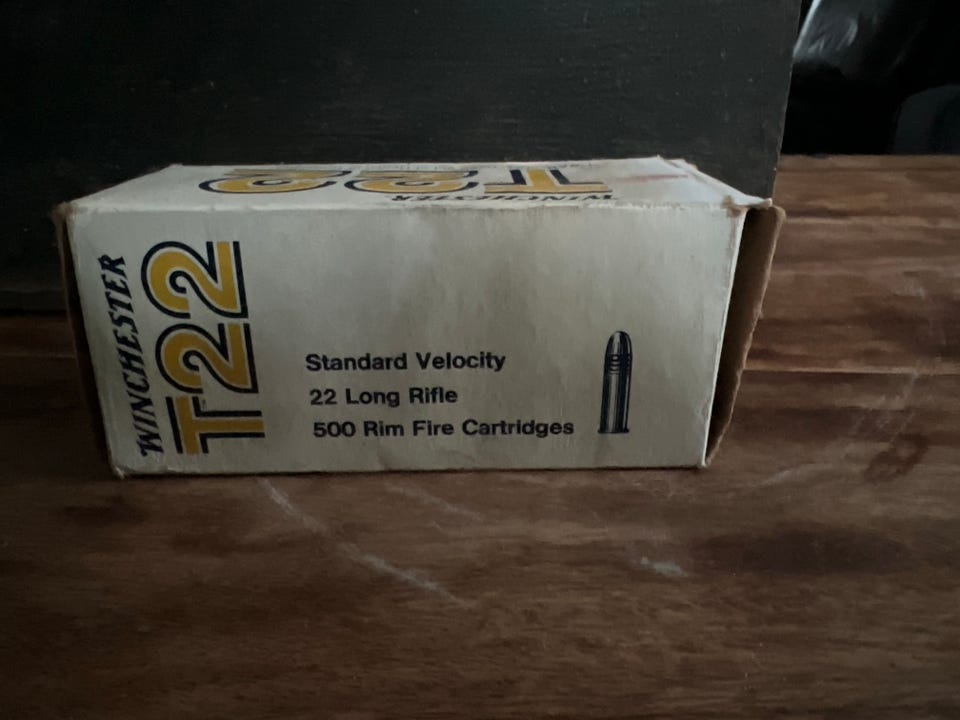 WINCHESTER
T22
WINCHESTER
T22
Standard Velocity
22 Long Rifle
500 Rim Fire Cartridges